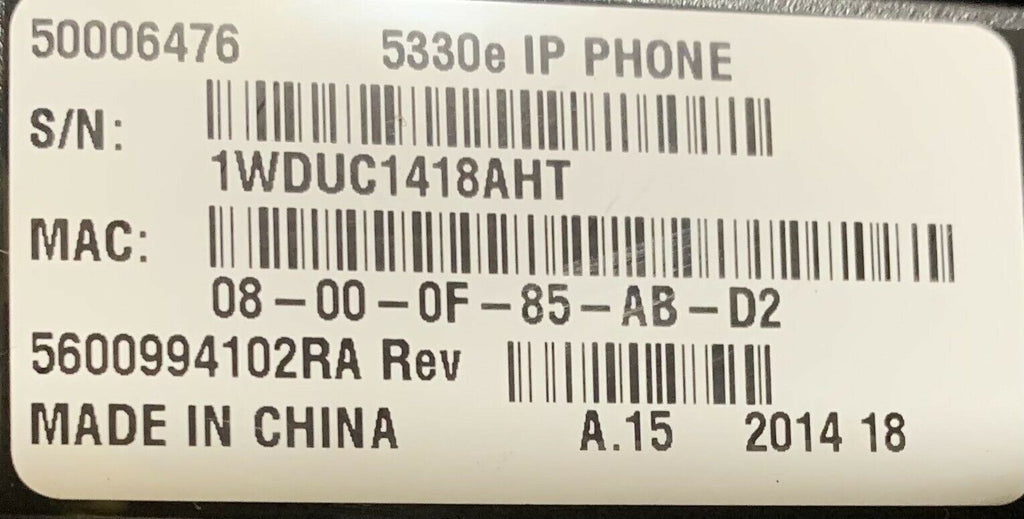 50006476 5330e IP PHONE
S/N:
1WDUC1418AHT
MAC:
08-00-0F-85-AB-D2
5600994102RA Rev
MADE IN CHINA A.15 2014 18